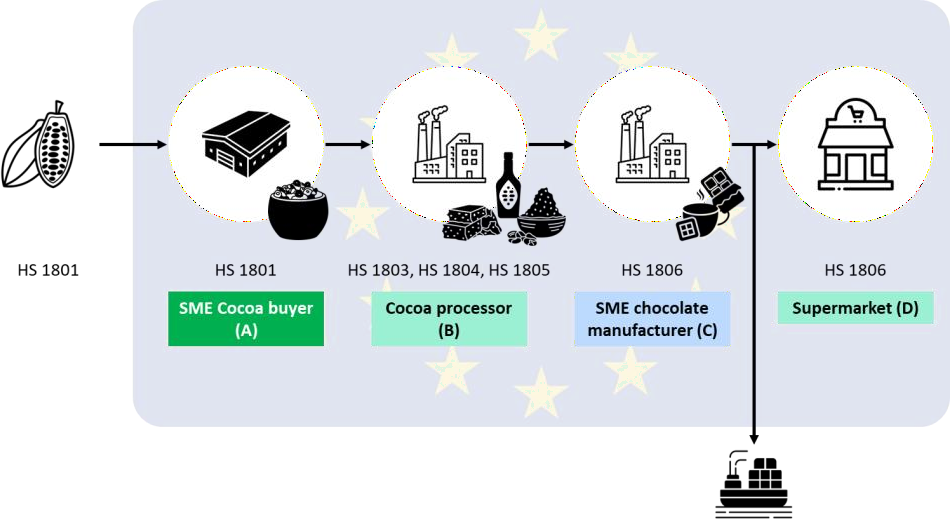 HS 1801
HS 1801
HS 1803, HS 1804, HS 1805
HS 1806
HS 1806
SME Cocoa buyer
(A)
Cocoa processor
(B)
SME chocolate
manufacturer (C)
Supermarket (D)